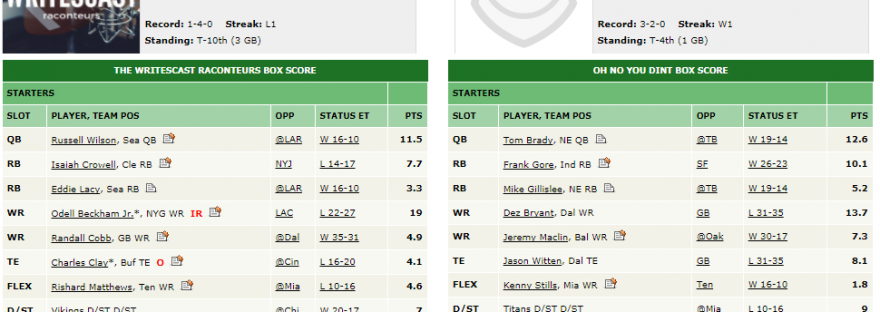 WRITESCAST
raconteurs
Record: 1-4-0 Streak: L1
Standing: T-10th (3 GB)
Record: 3-2-0 Streak: W1
Standing: T-4th (1 GB)
THE WRITESCAST RACONTEURS BOX SCORE
STARTERS
SLOT PLAYER, TEAM POS OPP STATUS ET PTS
QB Russell Wilson, Sea QB @LAR W 16-10 11.5
RB Isaiah Crowell, Cle RB NYJ L 14-17 7.7
RB Eddie Lacy, Sea RB @LAR W 16-10 3.3
WR Odell Beckham Jr.*, NYG WR IR LAC L 22-27 19
WR Randall Cobb, GB WR @Dal W 35-31 4.9
TE Charles Clay*, Buf TE O @Cin L 16-20 4.1
FLEX Rishard Matthews, Ten WR @Mia L 10-16 4.6
D/ST Vikings D/ST D/ST @Chi W 20-17 7
OH NO YOU DINT BOX SCORE
STARTERS
SLOT PLAYER, TEAM POS OPP STATUS ET PTS
QB Tom Brady, NE QB @TB W 19-14 12.6
RB Frank Gore, Ind RB SF W 26-23 10.1
RB Mike Gillislee, NE RB @TB W 19-14 5.2
WR Dez Bryant, Dal WR GB L 31-35 13.7
WR Jeremy Maclin, Bal WR @Oak W 30-17 7.3
TE Jason Witten, Dal TE GB L 31-35 8.1
FLEX Kenny Stills, Mia WR Ten W 16-10 1.8
D/ST Titans D/ST D/ST @Mia L 10-16 9